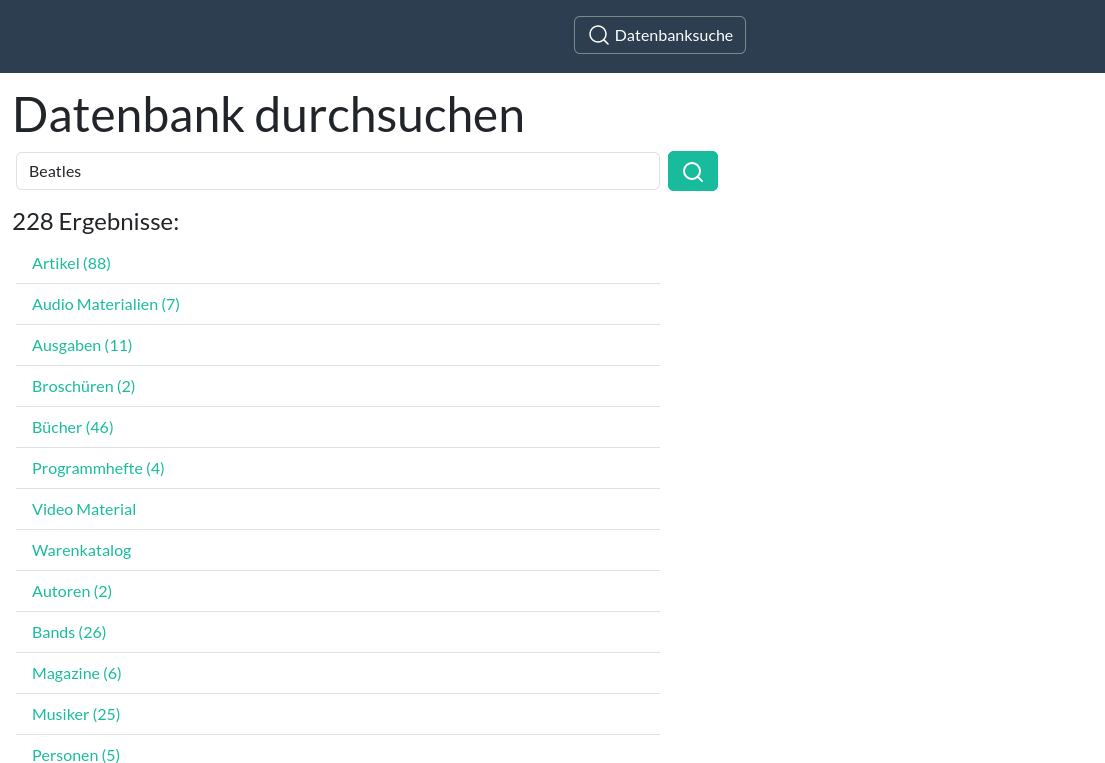 Datenbanksuche
Datenbank durchsuchen
Beatles
228 Ergebnisse:
Artikel (88)
Audio Materialien (7)
Ausgaben (11)
Broschüren (2)
Bücher (46)
Programmhefte (4)
Video Material
Warenkatalog
Autoren (2)
Bands (26)
Magazine (6)
Musiker (25)
Personen (5)